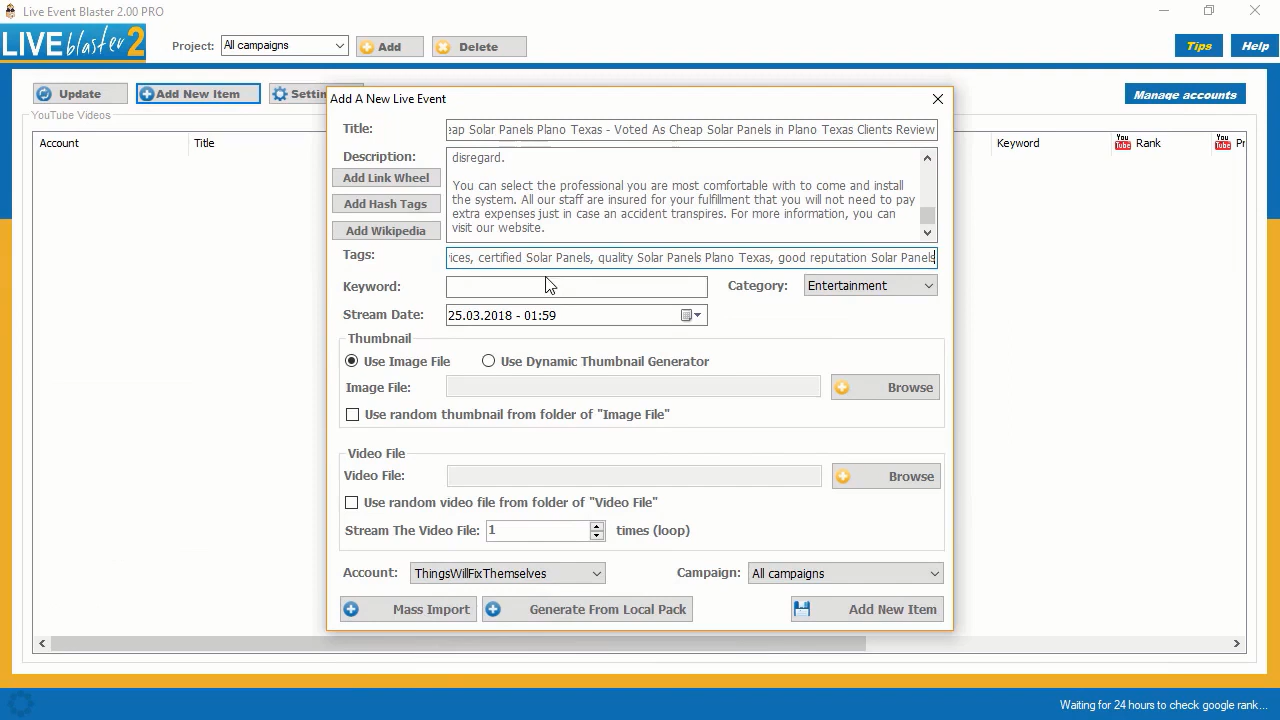 Live Event Blaster 2.00 PRO
LIVE blaster 2
Project: All campaigns Add Delete Tips Help
Update Add New Item Settin Manage accounts
YouTube Videos
Account Title Keyword You Tube Rank You Tube Pr
Add A New Live Event
Title: eap Solar Panels Plano Texas - Voted As Cheap Solar Panels in Plano Texas Clients Review
Description: disregard.
Add Link Wheel
You can select the professional you are most comfortable with to come and install
the system. All our staff are insured for your fulfillment that you will not need to pay
Add Hash Tags
extra expenses just in case an accident transpires. For more information, you can
visit our website.
Add Wikipedia
Tags: ices, certified Solar Panels, quality Solar Panels Plano Texas, good reputation Solar Panels
Keyword: Category: Entertainment
Stream Date: 25.03.2018 - 01:59
Thumbnail
Use Image File Use Dynamic Thumbnail Generator
Image File: Browse
Use random thumbnail from folder of "Image File"
Video File
Video File: Browse
Use random video file from folder of "Video File"
Stream The Video File: 1 times (loop)
Account: ThingsWillFixThemselves Campaign: All campaigns
Mass Import Generate From Local Pack Add New Item
Waiting for 24 hours to check google rank...